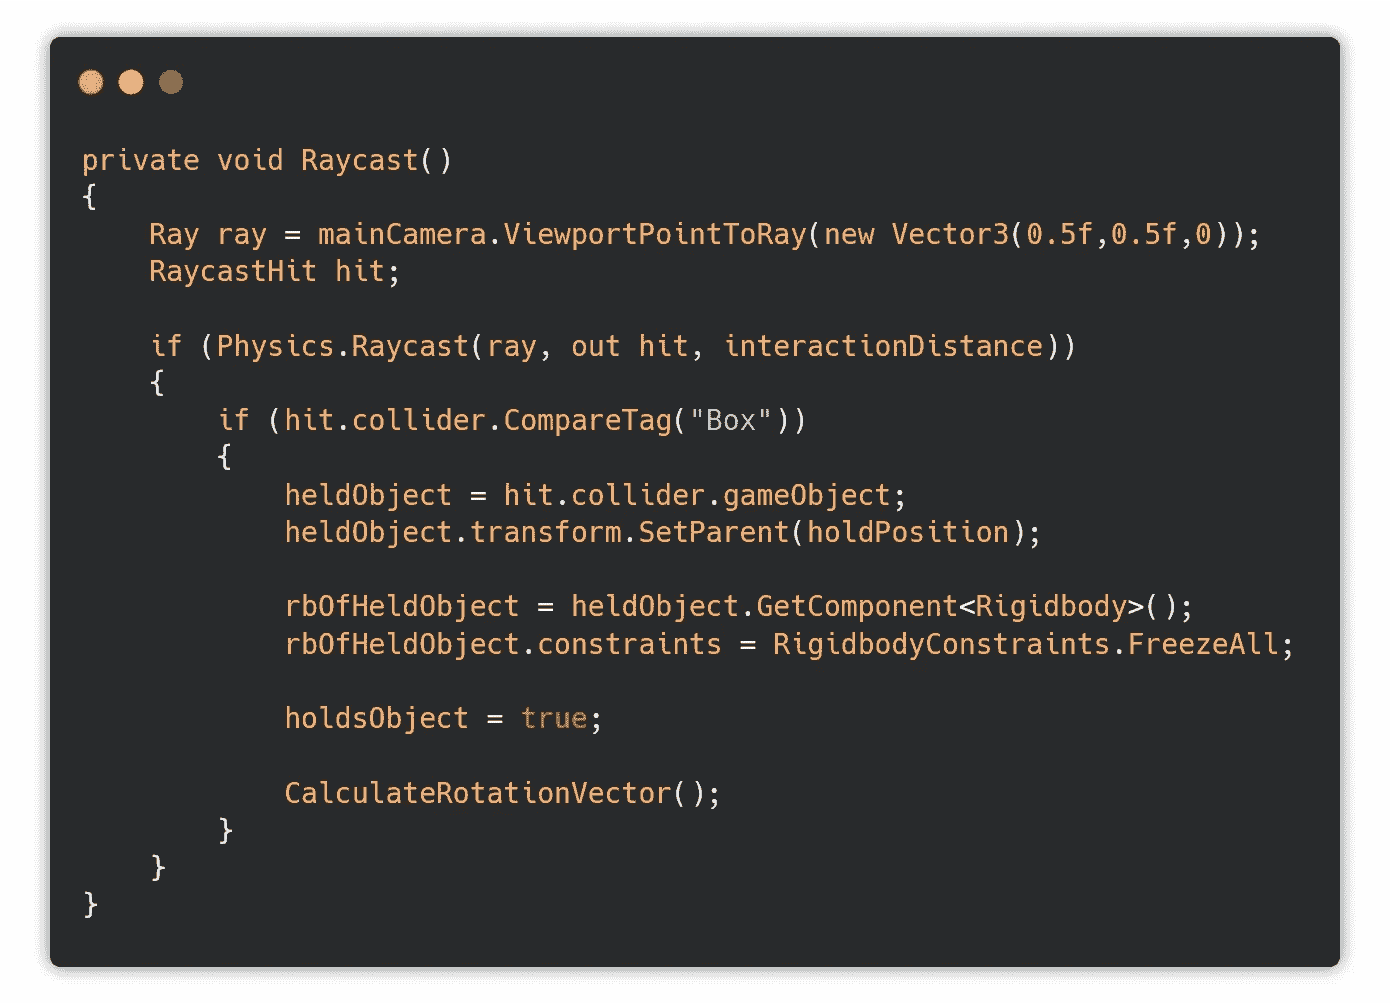 private void Raycast()
{
    Ray ray = mainCamera.ViewportPointToRay(new Vector3(0.5f,0.5f,0));
    RaycastHit hit;

    if (Physics.Raycast(ray, out hit, interactionDistance))
    {
        if (hit.collider.CompareTag("Box"))
        {
            heldObject = hit.collider.gameObject;
            heldObject.transform.SetParent(holdPosition);

            rbOfHeldObject = heldObject.GetComponent<Rigidbody>();
            rbOfHeldObject.constraints = RigidbodyConstraints.FreezeAll;

            holdsObject = true;

            CalculateRotationVector();
        }
    }
}